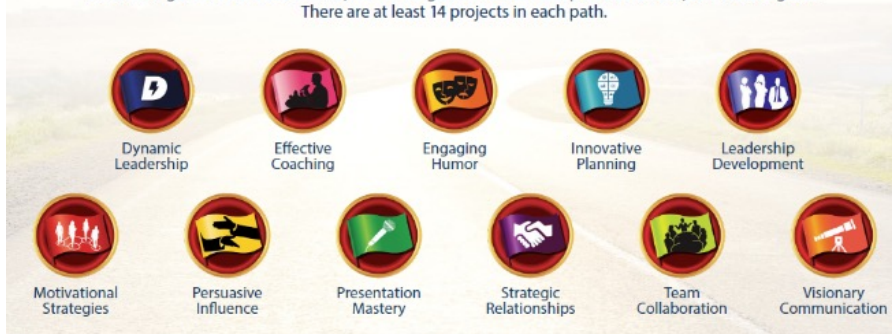 There are at least 14 projects in each path.
Dynamic
Leadership
Effective
Coaching
Engaging
Humor
Innovative
Planning
Leadership
Development
Motivational
Strategies
Persuasive
Influence
Presentation
Mastery
Strategic
Relationships
Team
Collaboration
Visionary
Communication